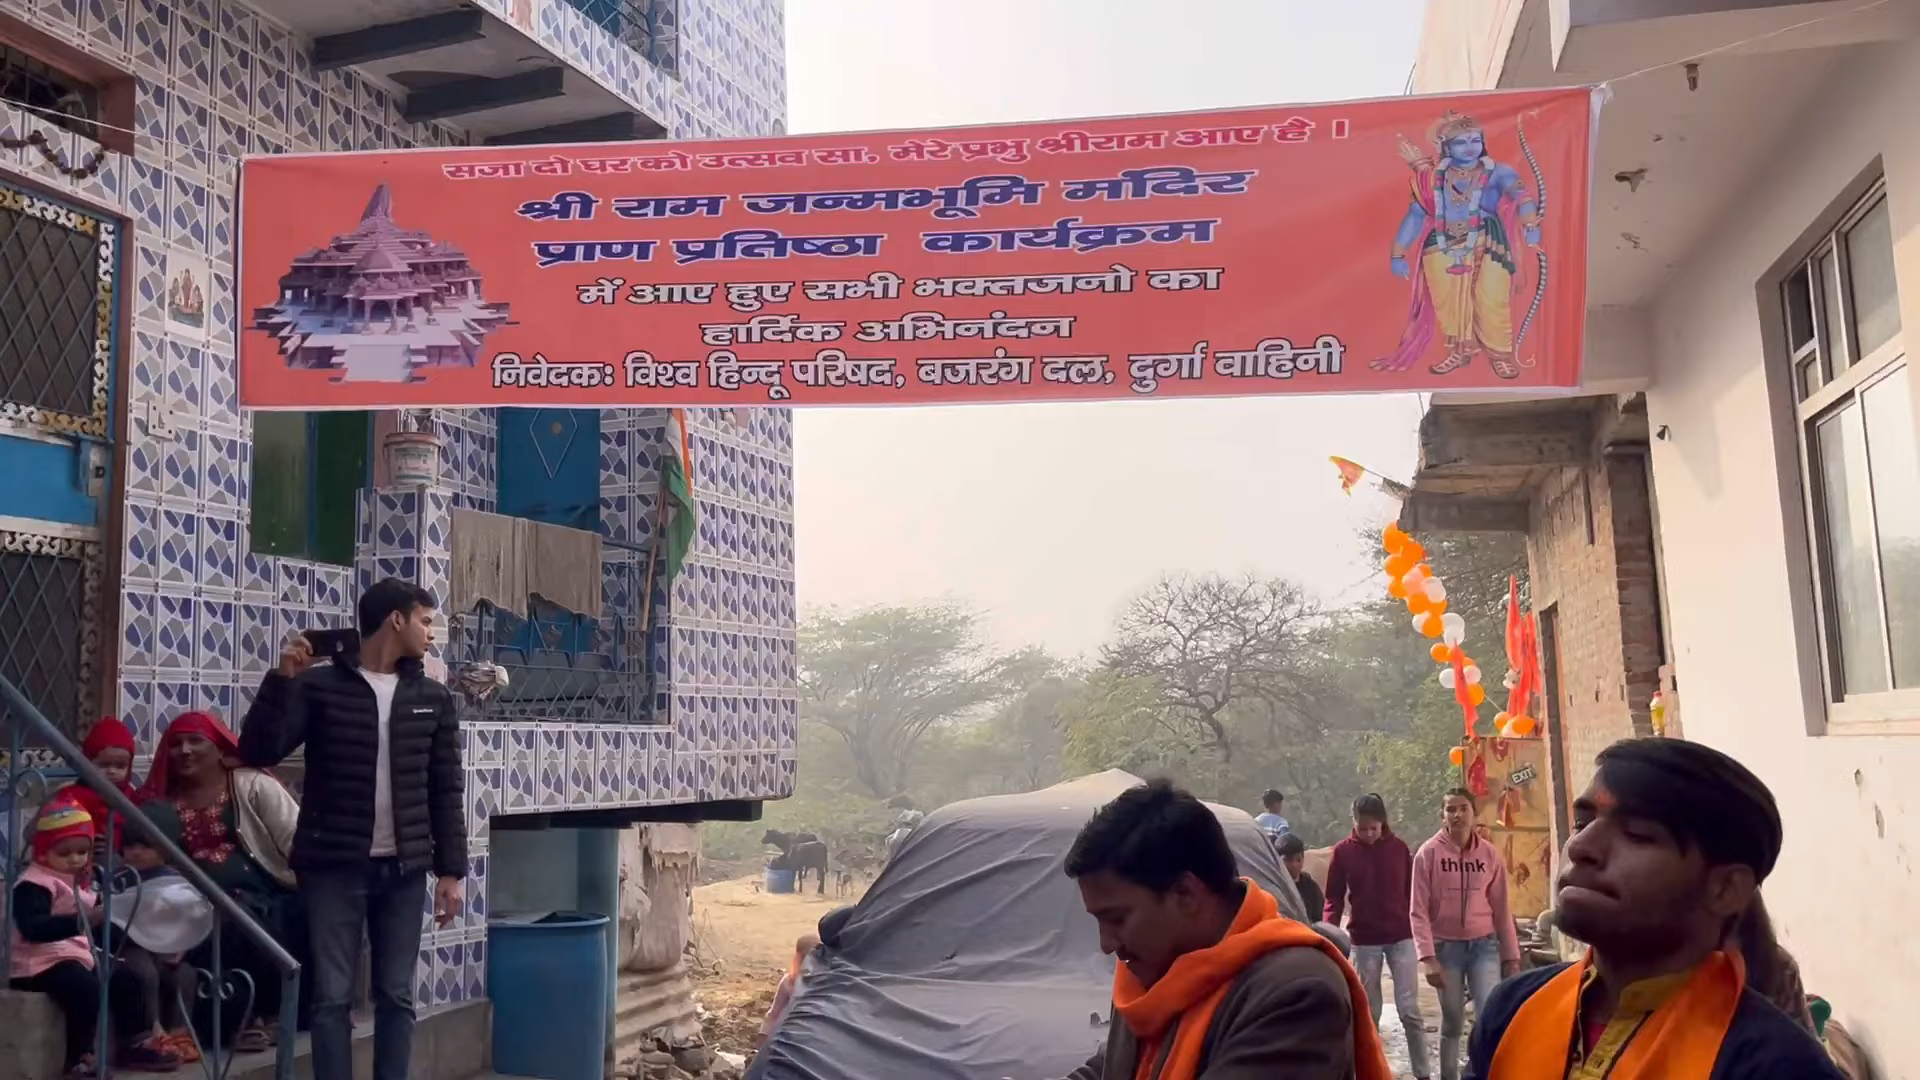 सजा दो घर को उत्सव सा, मेरे प्रभु श्रीराम आए है ।
श्री राम जन्मभूमि मंदिर
प्राण प्रतिष्ठा कार्यक्रम
में आए हुए सभी भक्तजनो का
हार्दिक अभिनंदन
निवेदकः विश्व हिन्दू परिषद, बजरंग दल, दुर्गा वाहिनी
EXIT
think